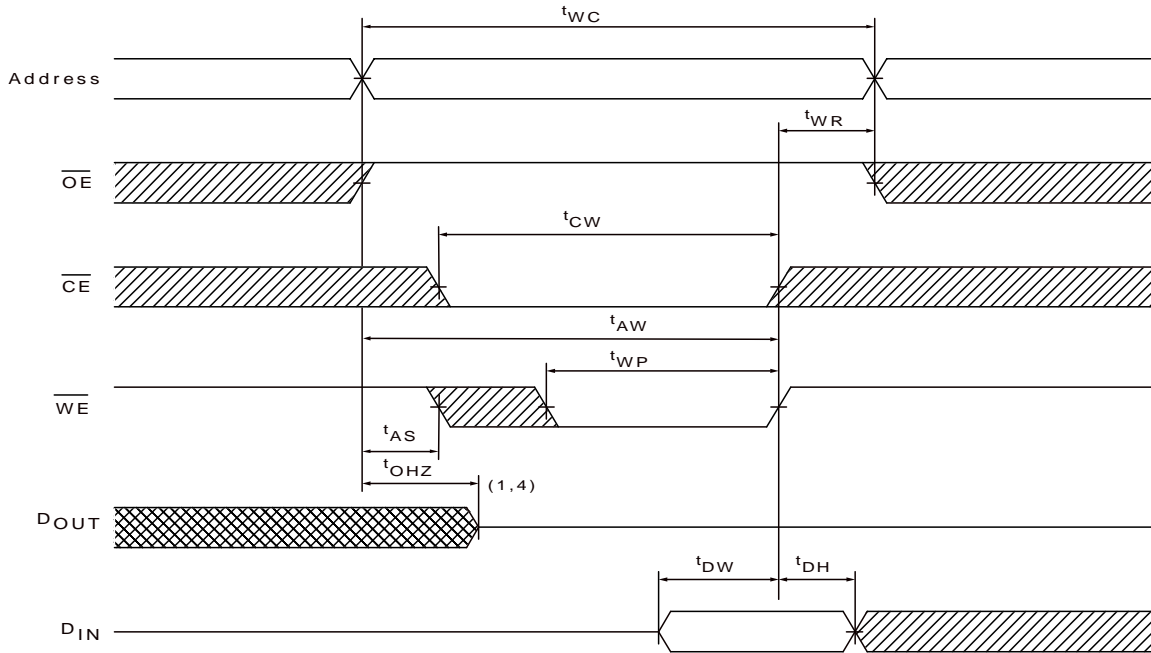 tWC
Address
tWR
OE
tCW
CE
tAW
tWP
WE
tAS
tOHZ
(1,4)
DOUT
tDW
tDH
DIN